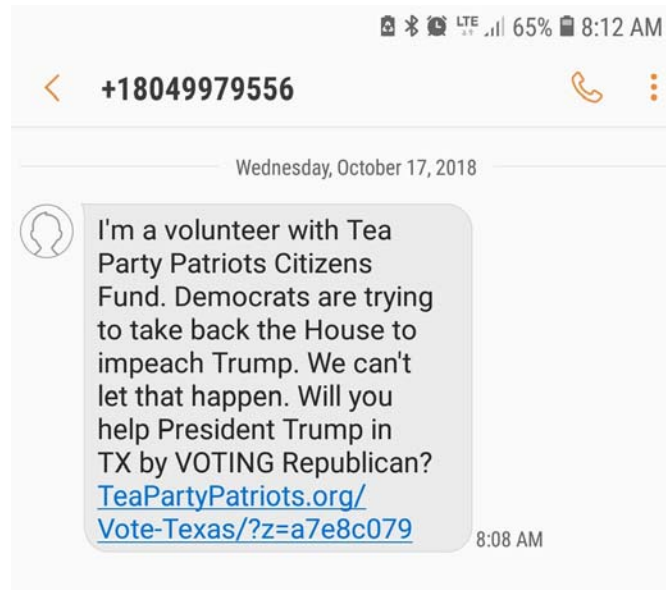 LTE 65% 8:12 AM
+18049979556
Wednesday, October 17, 2018
I'm a volunteer with Tea
Party Patriots Citizens
Fund. Democrats are trying
to take back the House to
impeach Trump. We can't
let that happen. Will you
help President Trump in
TX by VOTING Republican?
TeaPartyPatriots.org/
Vote-Texas/?z=a7e8c079
8:08 AM